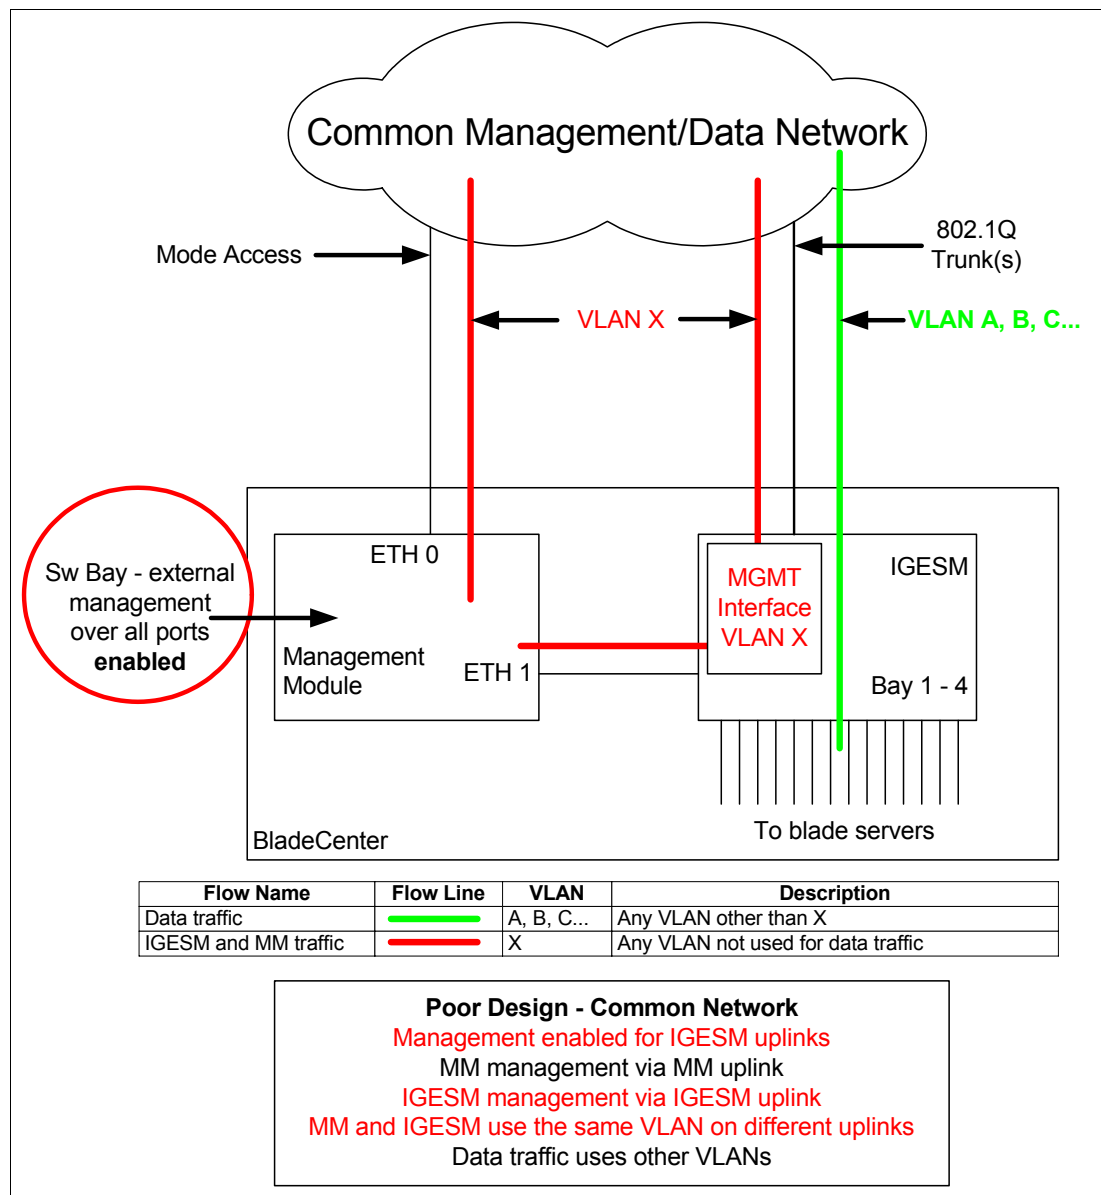 Common Management/Data Network
Mode Access
802.1Q
Trunk(s)
VLAN X
VLAN A, B, C...
Sw Bay - external
management
over all ports
enabled
ETH 0
Management
Module
ETH 1
MGMT
Interface
VLAN X
IGESM
Bay 1 - 4
To blade servers
BladeCenter
Flow Name Flow Line VLAN Description
Data traffic A, B, C... Any VLAN other than X
IGESM and MM traffic X Any VLAN not used for data traffic
Poor Design - Common Network
Management enabled for IGESM uplinks
MM management via MM uplink
IGESM management via IGESM uplink
MM and IGESM use the same VLAN on different uplinks
Data traffic uses other VLANs